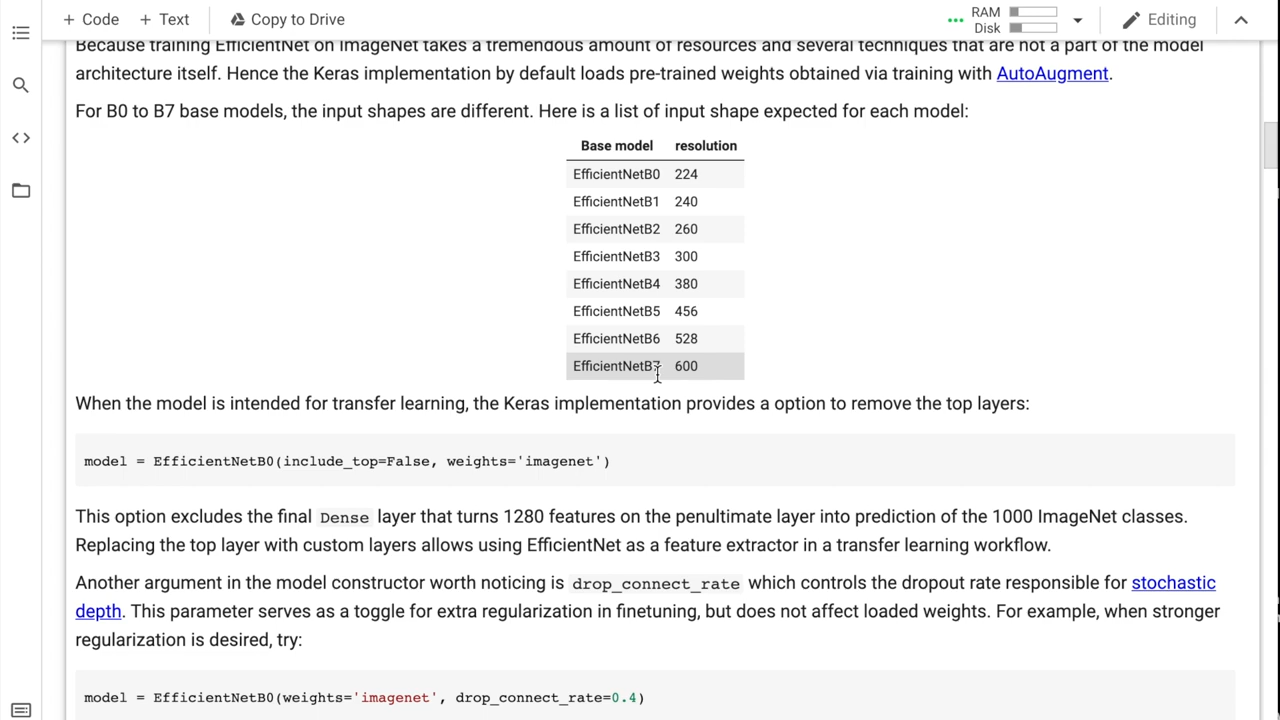 + Code + Text Copy to Drive RAM Disk Editing
Because training EfficientNet on ImageNet takes a tremendous amount of resources and several techniques that are not a part of the model
architecture itself. Hence the Keras implementation by default loads pre-trained weights obtained via training with AutoAugment.
For B0 to B7 base models, the input shapes are different. Here is a list of input shape expected for each model:
Base model resolution
EfficientNetB0 224
EfficientNetB1 240
EfficientNetB2 260
EfficientNetB3 300
EfficientNetB4 380
EfficientNetB5 456
EfficientNetB6 528
EfficientNetB7 600
When the model is intended for transfer learning, the Keras implementation provides a option to remove the top layers:
model = EfficientNetB0(include_top=False, weights='imagenet')
This option excludes the final Dense layer that turns 1280 features on the penultimate layer into prediction of the 1000 ImageNet classes.
Replacing the top layer with custom layers allows using EfficientNet as a feature extractor in a transfer learning workflow.
Another argument in the model constructor worth noticing is drop_connect_rate which controls the dropout rate responsible for stochastic
depth. This parameter serves as a toggle for extra regularization in finetuning, but does not affect loaded weights. For example, when stronger
regularization is desired, try:
model = EfficientNetB0(weights='imagenet', drop_connect_rate=0.4)